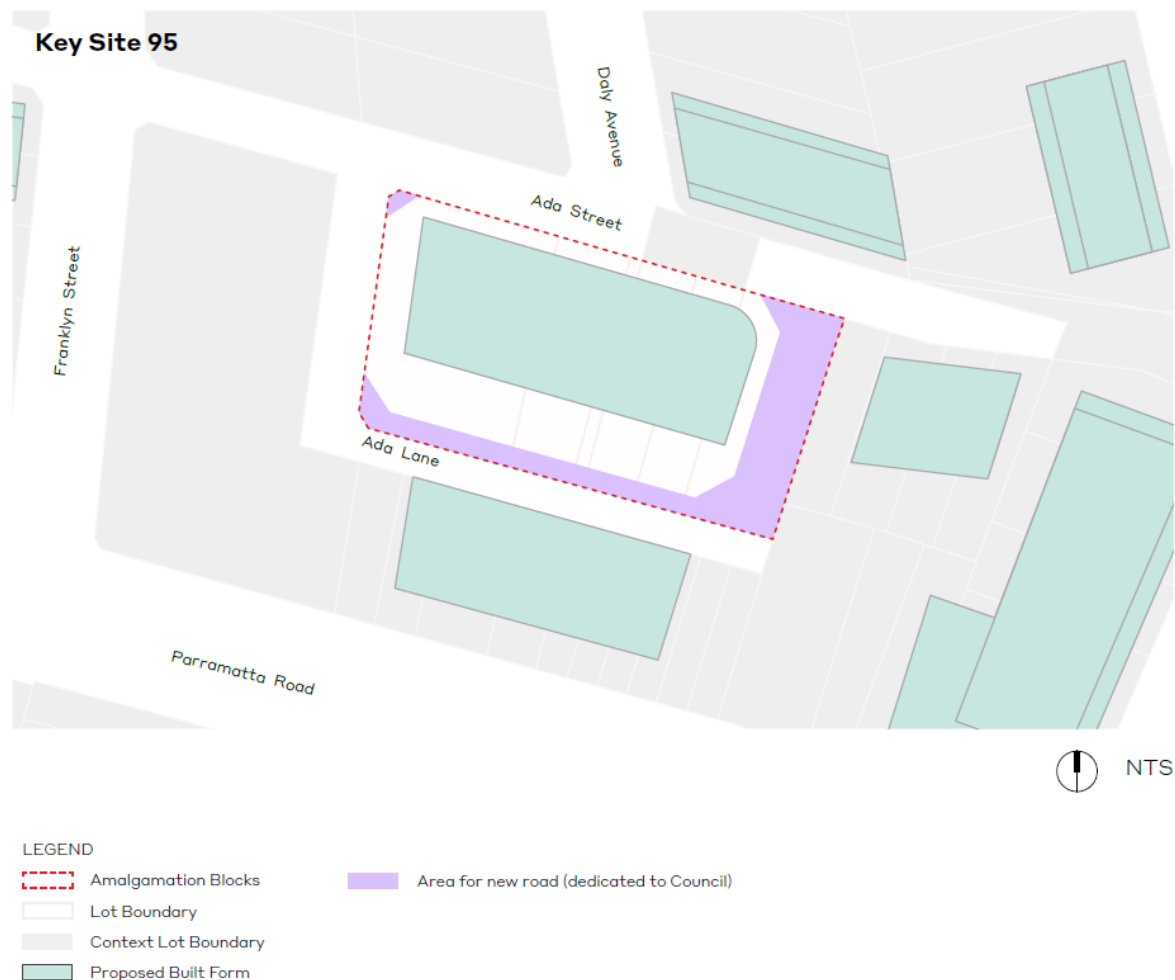 Key Site 95
Daly Avenue
Ada Street
Franklyn Street
Ada Lane
Parramatta Road
NTS
LEGEND
Amalgamation Blocks
Area for new road (dedicated to Council)
Lot Boundary
Context Lot Boundary
Proposed Built Form